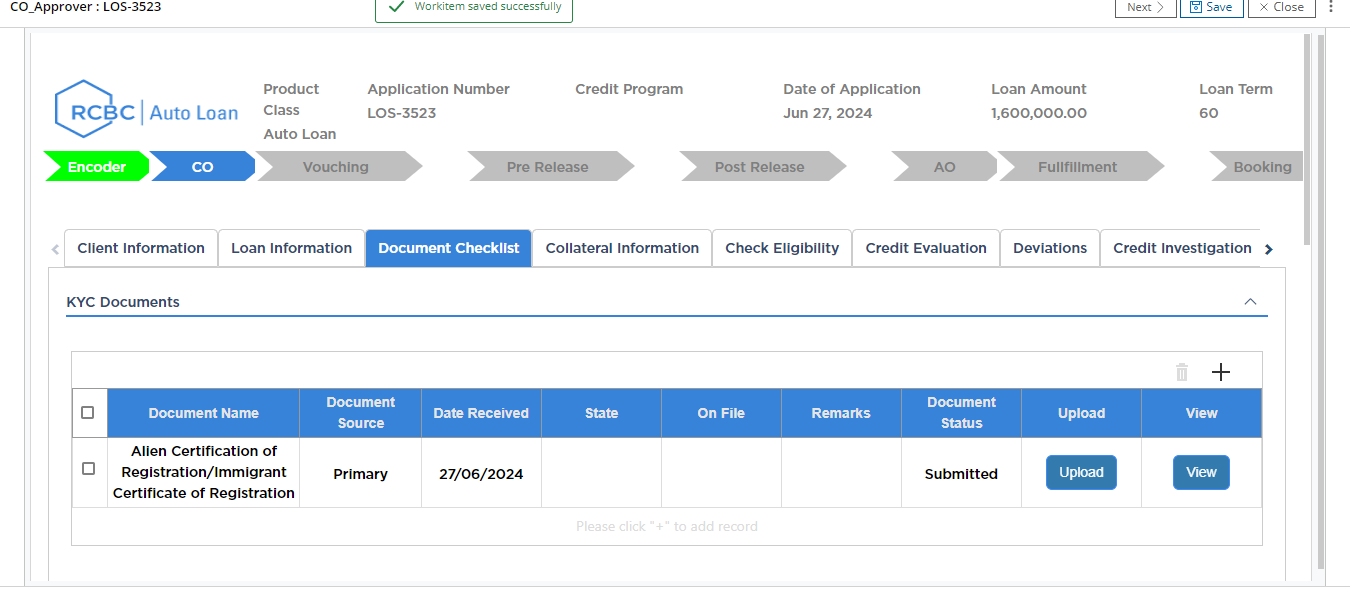 CO_Approver : LOS-3523
Workitem saved successfully
Next
Save
Close
RCBC Auto Loan
Product Class
Auto Loan
Application Number
LOS-3523
Credit Program
Date of Application
Jun 27, 2024
Loan Amount
1,600,000.00
Loan Term
60
Encoder
CO
Vouching
Pre Release
Post Release
AO
Fullfillment
Booking
Client Information
Loan Information
Document Checklist
Collateral Information
Check Eligibility
Credit Evaluation
Deviations
Credit Investigation
KYC Documents
Document Name
Document Source
Date Received
State
On File
Remarks
Document Status
Upload
View
Alien Certification of
Registration/Immigrant
Certificate of Registration
Primary
27/06/2024
Submitted
Upload
View
Please click "+" to add record